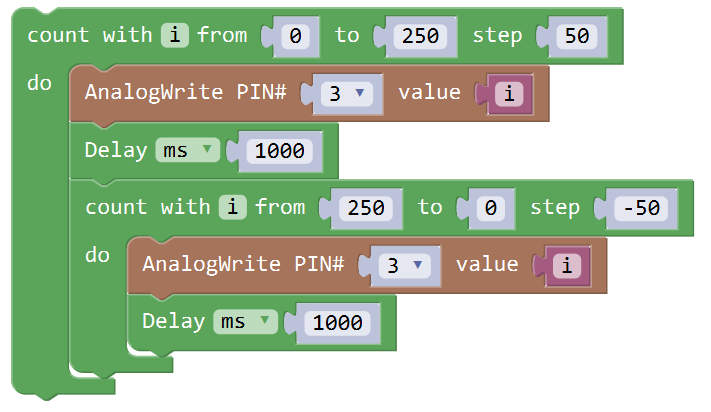 count with i from 0 to 250 step 50
do AnalogWrite PIN# 3 value i
Delay ms 1000
count with i from 250 to 0 step -50
do AnalogWrite PIN# 3 value i
Delay ms 1000